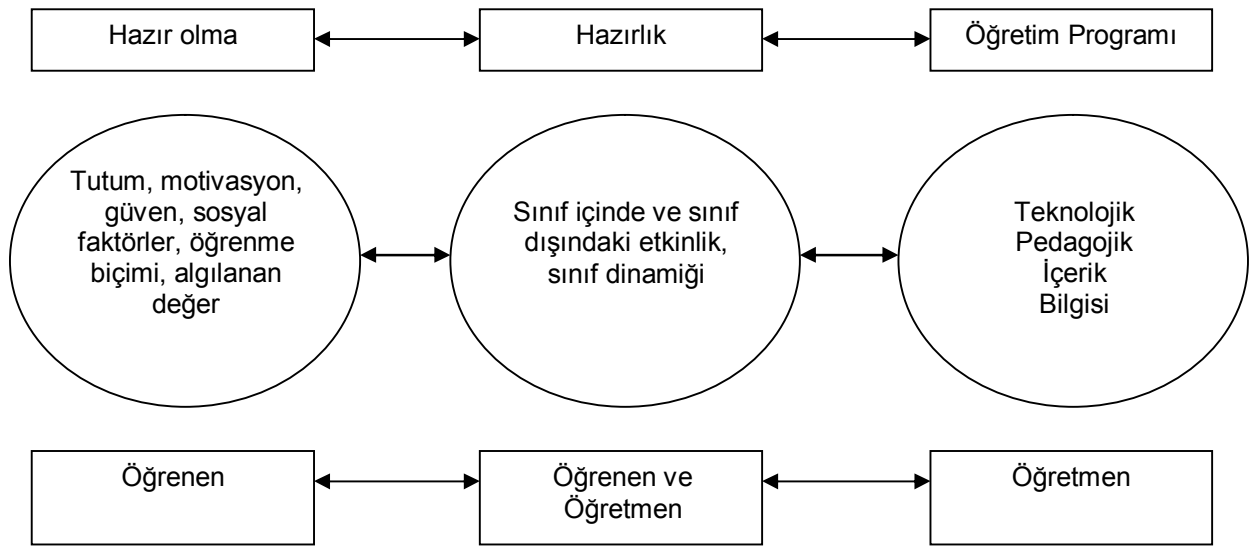 Hazır olma
Hazırlık
Öğretim Programı
Tutum, motivasyon,
güven, sosyal
faktörler, öğrenme
biçimi, algılanan
değer
Sınıf içinde ve sınıf
dışındaki etkinlik,
sınıf dinamiği
Teknolojik
Pedagojik
İçerik
Bilgisi
Öğrenen
Öğrenen ve
Öğretmen
Öğretmen